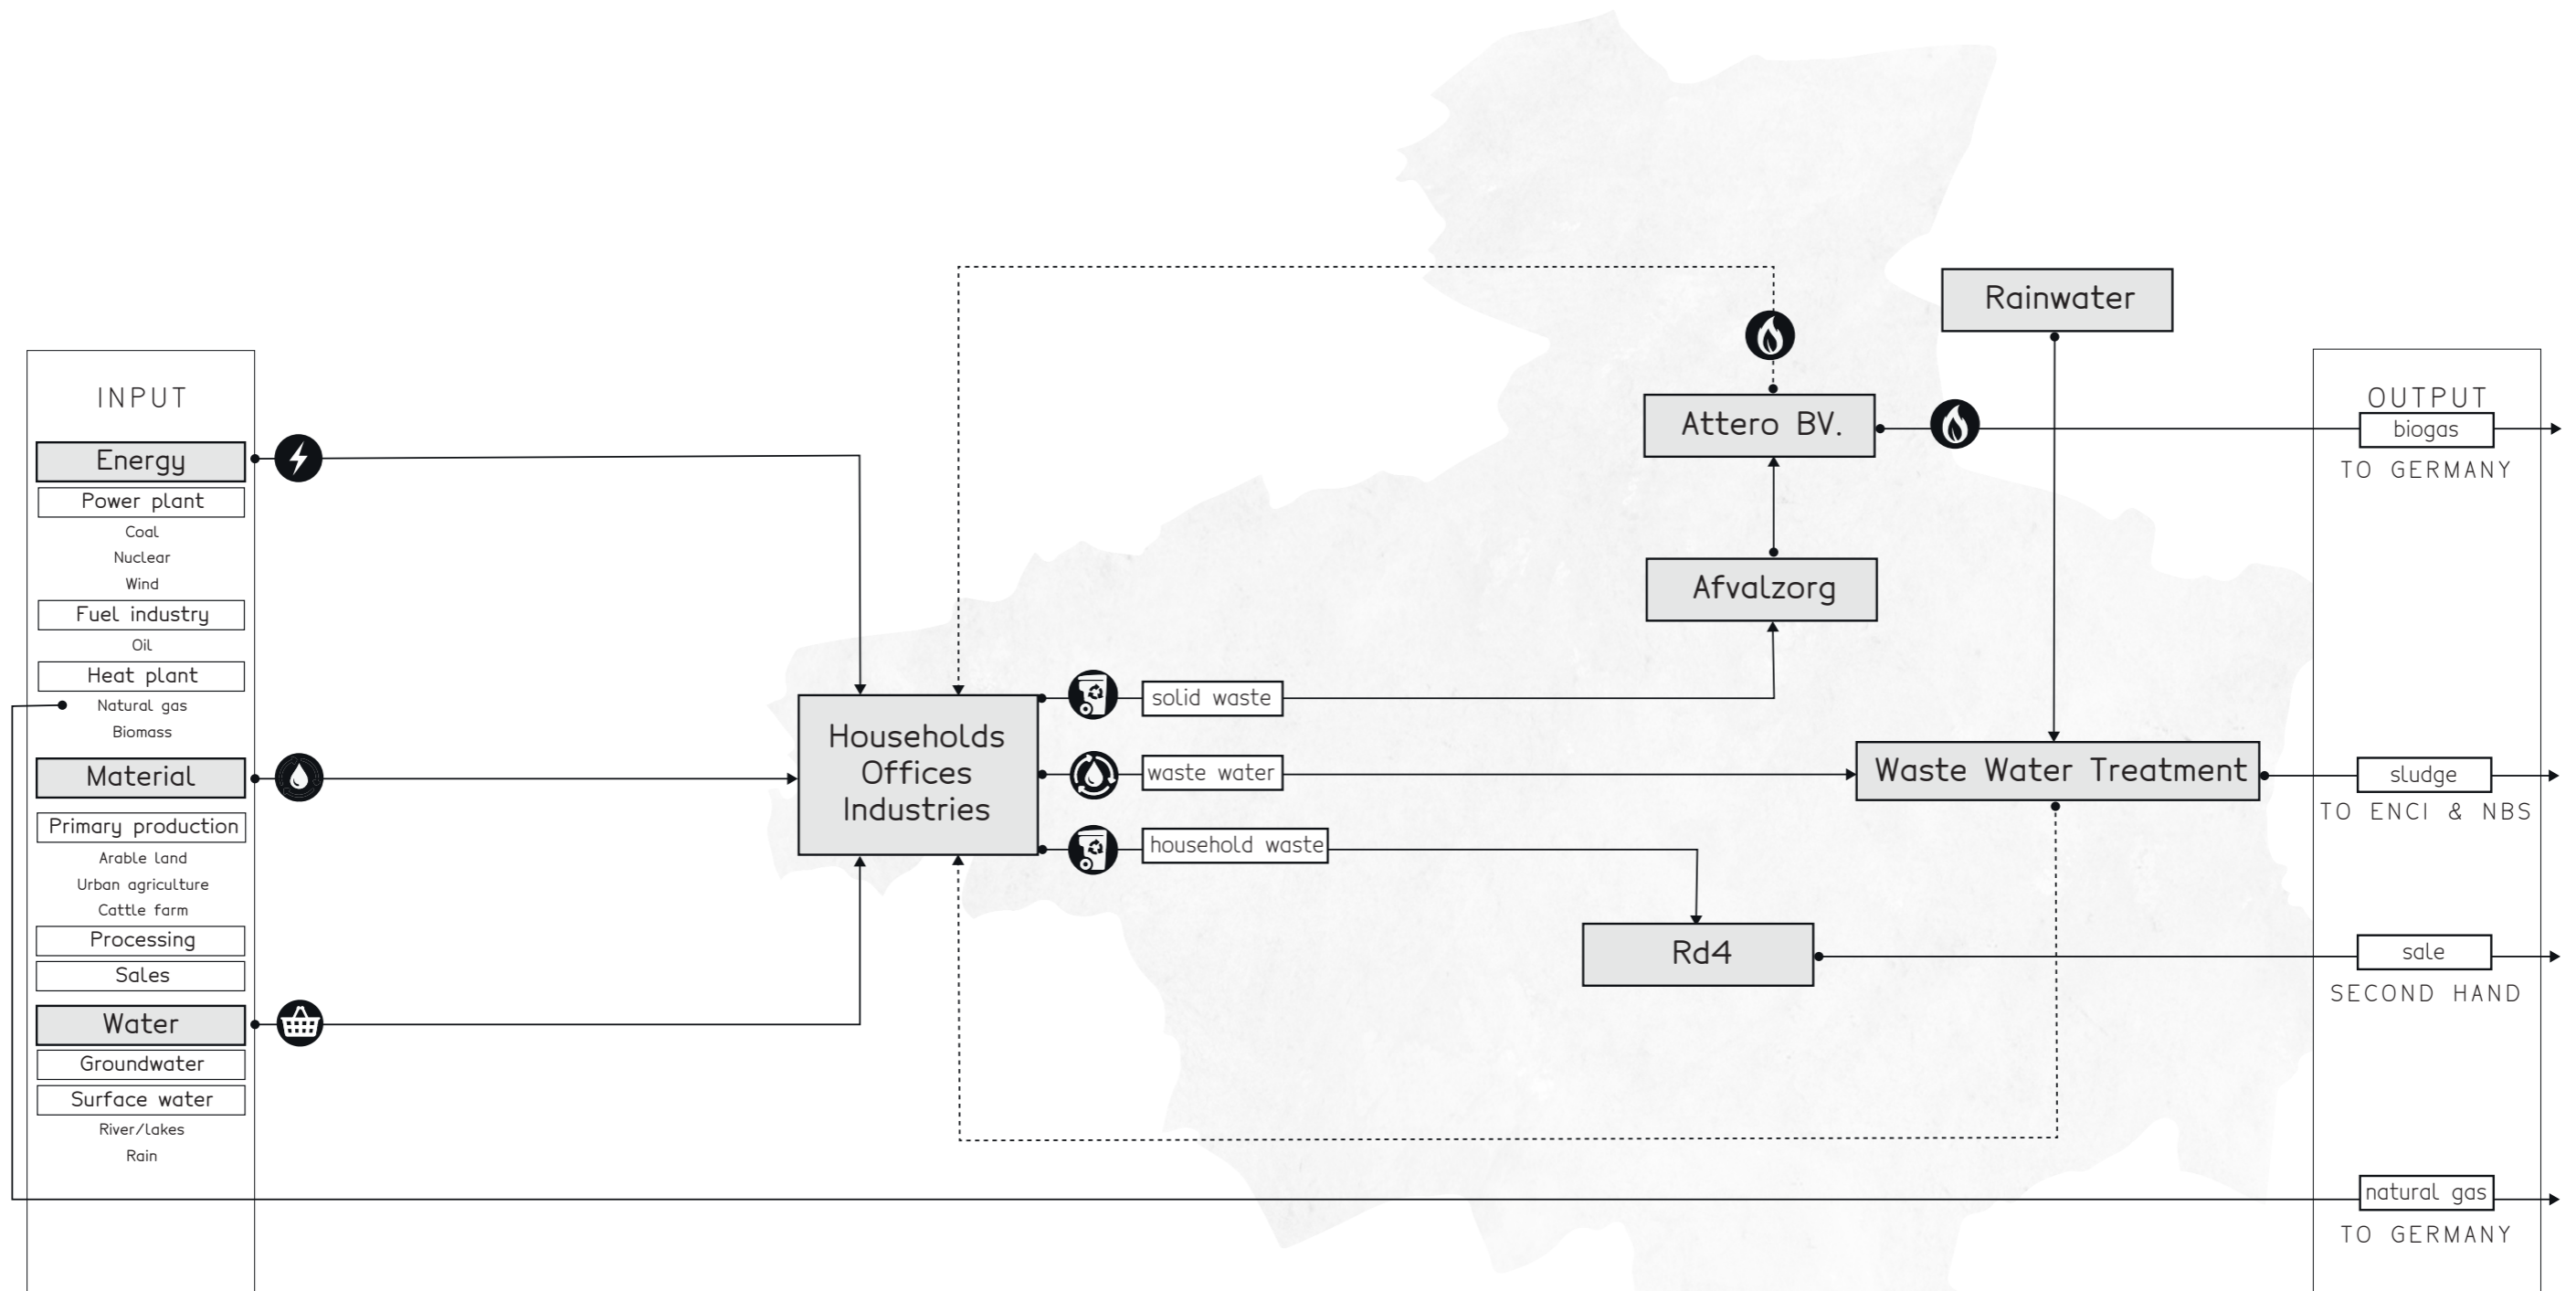 INPUT
Energy
Power plant
Coal
Nuclear
Wind
Fuel industry
Oil
Heat plant
Natural gas
Biomass
Material
Primary production
Arable land
Urban agriculture
Cattle farm
Processing
Sales
Water
Groundwater
Surface water
River/lakes
Rain
Households
Offices
Industries
solid waste
waste water
household waste
Rainwater
Attero BV.
Afvalzorg
Waste Water Treatment
Rd4
OUTPUT
biogas
TO GERMANY
sludge
TO ENCI & NBS
sale
SECOND HAND
natural gas
TO GERMANY